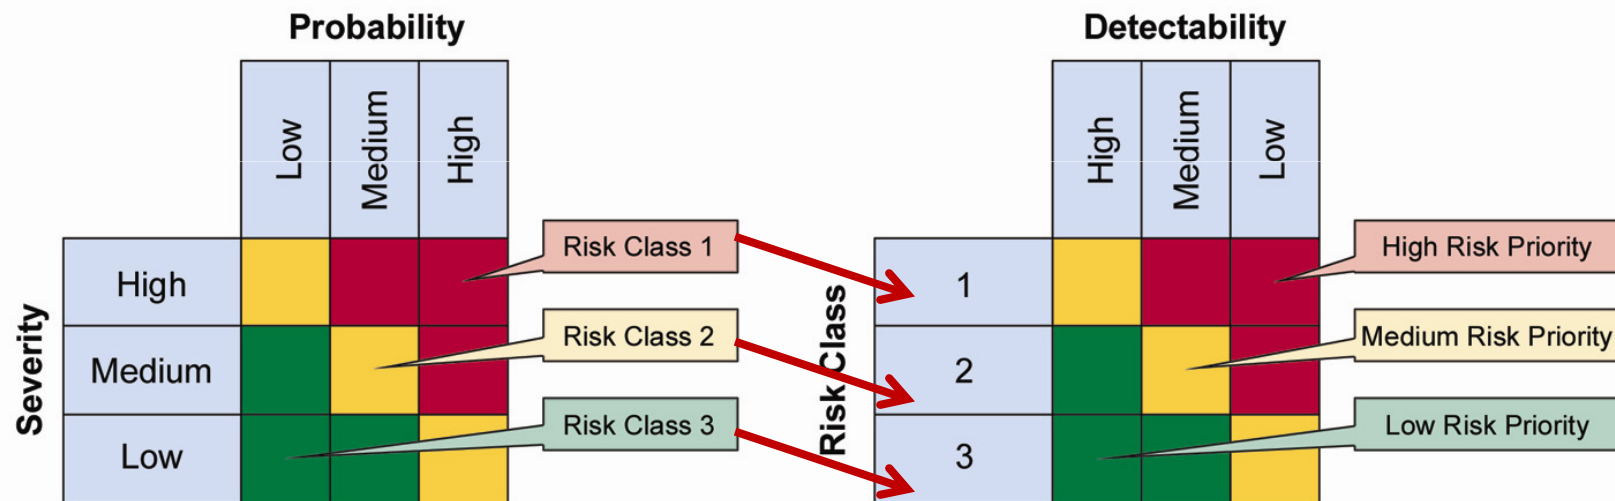 Probability
Low
Medium
High
Severity
High
Medium
Low
Risk Class 1
Risk Class 2
Risk Class 3
Detectability
High
Medium
Low
Risk Class
1
2
3
High Risk Priority
Medium Risk Priority
Low Risk Priority